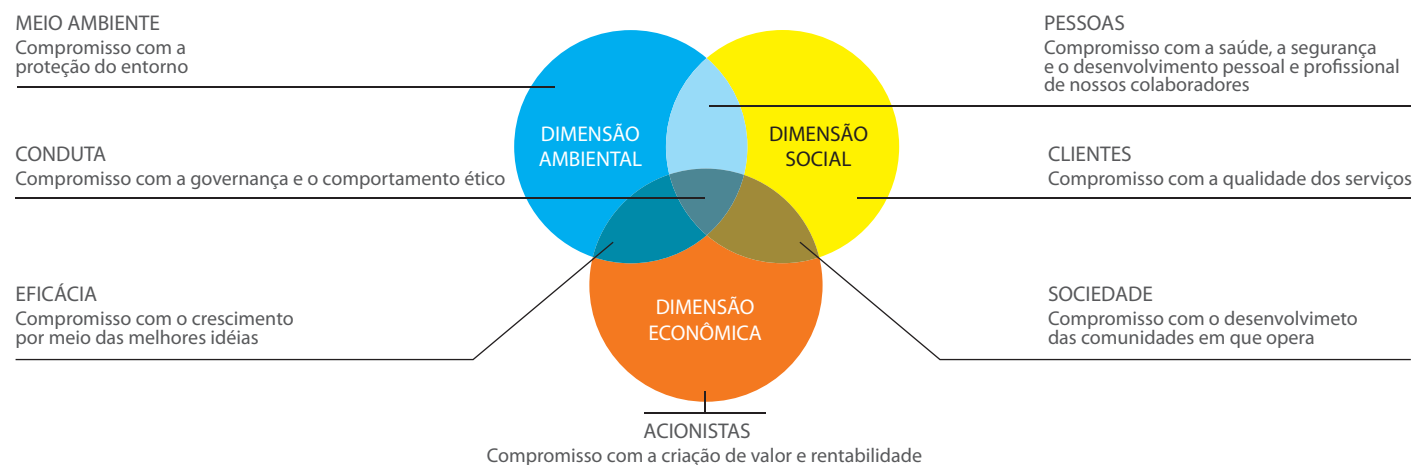 MEIO AMBIENTE
Compromisso com a
proteção do entorno
PESSOAS
Compromisso com a saúde, a segurança
e o desenvolvimento pessoal e profissional
de nossos colaboradores
DIMENSÃO
AMBIENTAL
DIMENSÃO
SOCIAL
CONDUTA
Compromisso com a governança e o comportamento ético
CLIENTES
Compromisso com a qualidade dos serviços
EFICÁCIA
Compromisso com o crescimento
por meio das melhores idéias
DIMENSÃO
ECONÔMICA
SOCIEDADE
Compromisso com o desenvolvimeto
das comunidades em que opera
ACIONISTAS
Compromisso com a criação de valor e rentabilidade